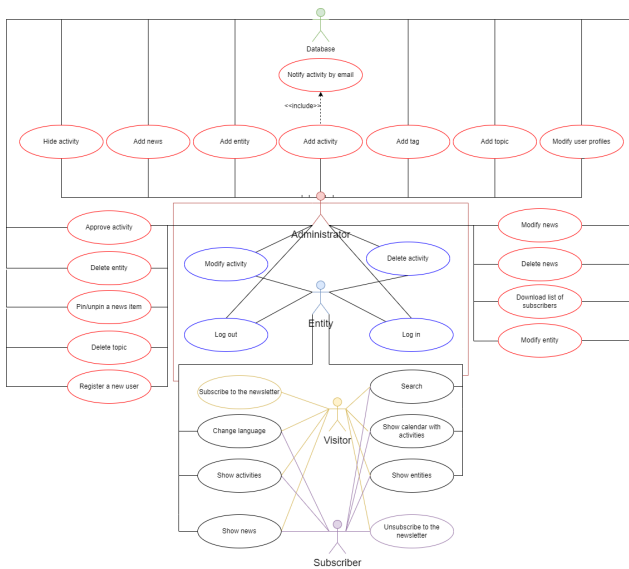 Database
Notify activity by email
<<include>>
Hide activity
Add news
Add entity
Add activity
Add tag
Add topic
Modify user profiles
Administrator
Approve activity
Modify news
Modify activity
Delete activity
Delete entity
Delete news
Pin/unpin a news item
Download list of
subscribers
Entity
Log out
Log in
Delete topic
Modify entity
Register a new user
Subscribe to the newsletter
Search
Change language
Visitor
Show calendar with
activities
Show activities
Show entities
Show news
Unsubscribe to the
newsletter
Subscriber